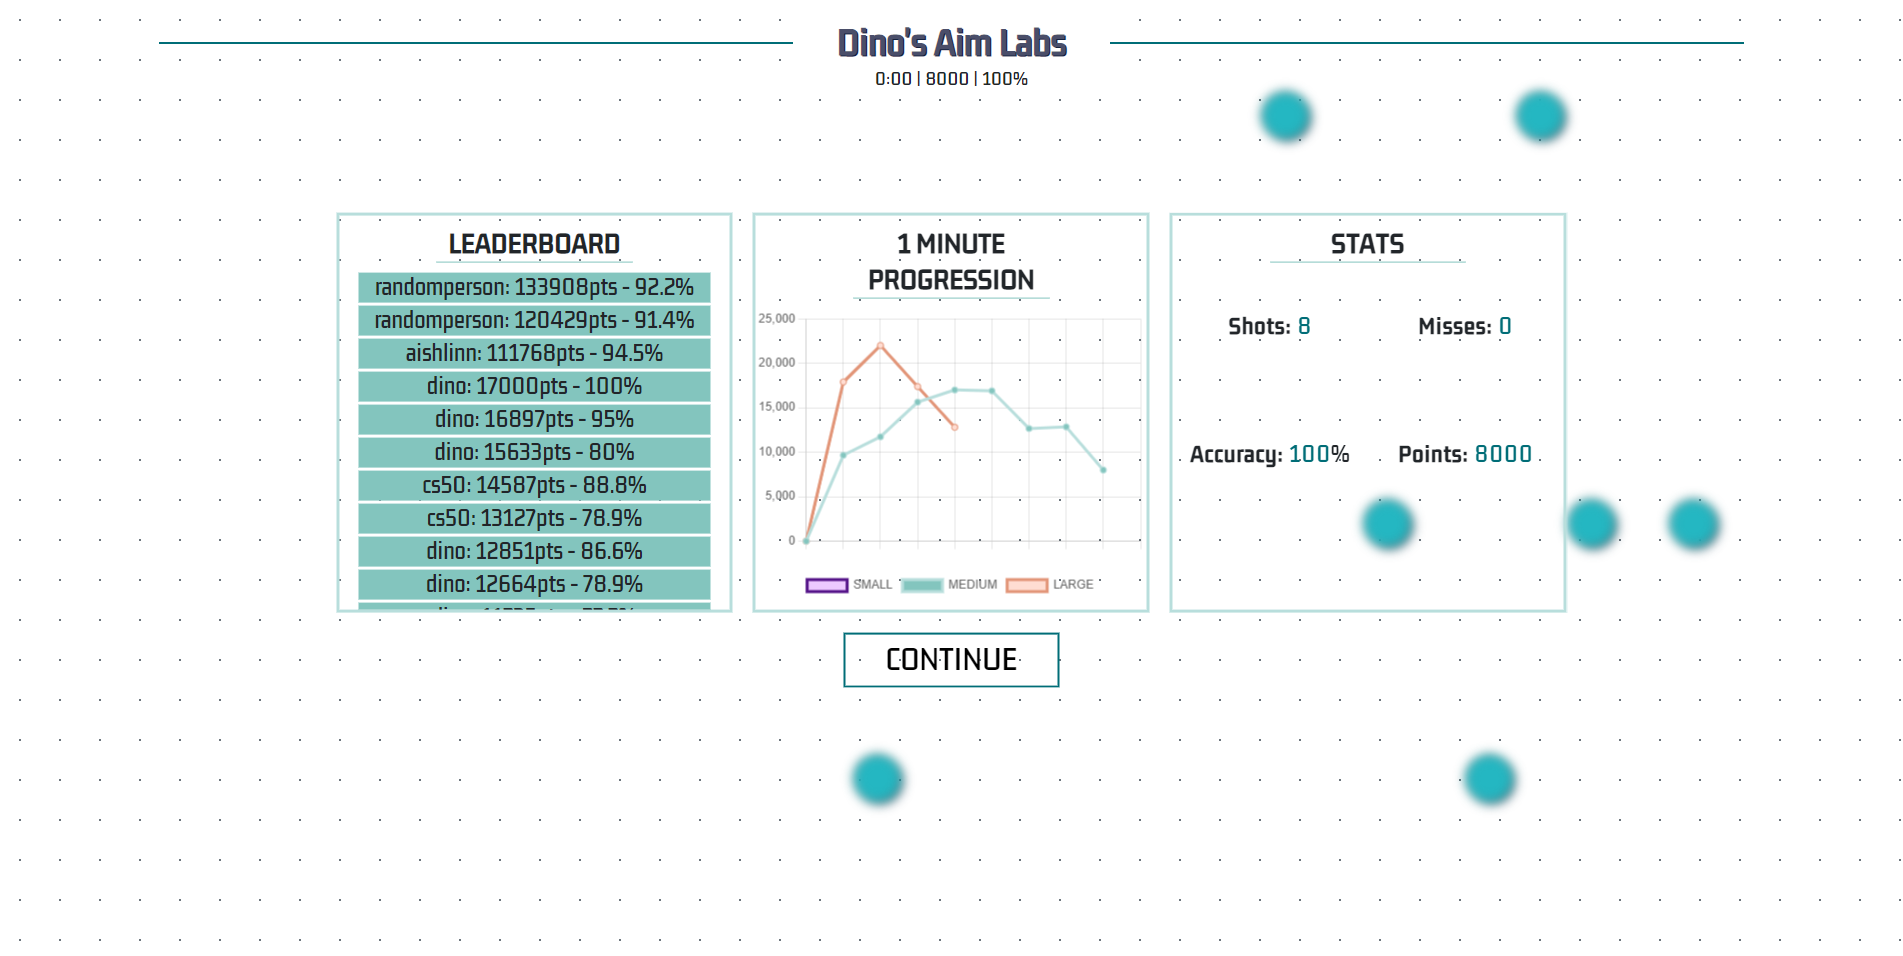 Dino's Aim Labs
0:00 | 8000 | 100%
LEADERBOARD
randomperson: 133908pts - 92.2%
randomperson: 120429pts - 91.4%
aishlinn: 111768pts - 94.5%
dino: 17000pts - 100%
dino: 16897pts - 95%
dino: 15633pts - 80%
cs50: 14587pts - 88.8%
cs50: 13127pts - 78.9%
dino: 12851pts - 86.6%
dino: 12664pts - 78.9%
1 MINUTE
PROGRESSION
25,000
20,000
15,000
10,000
5,000
0
SMALL MEDIUM LARGE
STATS
Shots: 8 Misses: 0
Accuracy: 100% Points: 8000
CONTINUE